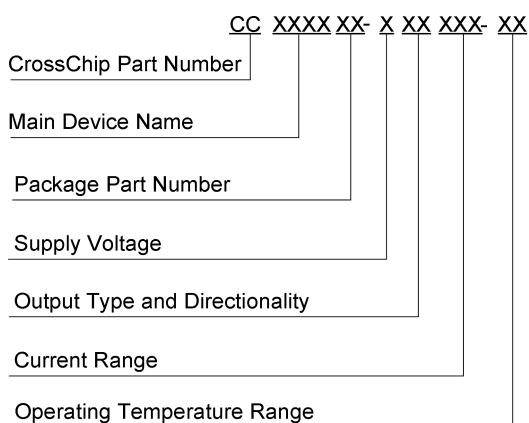 CC XXXX XX- X XX XXX- XX
CrossChip Part Number
Main Device Name
Package Part Number
Supply Voltage
Output Type and Directionality
Current Range
Operating Temperature Range